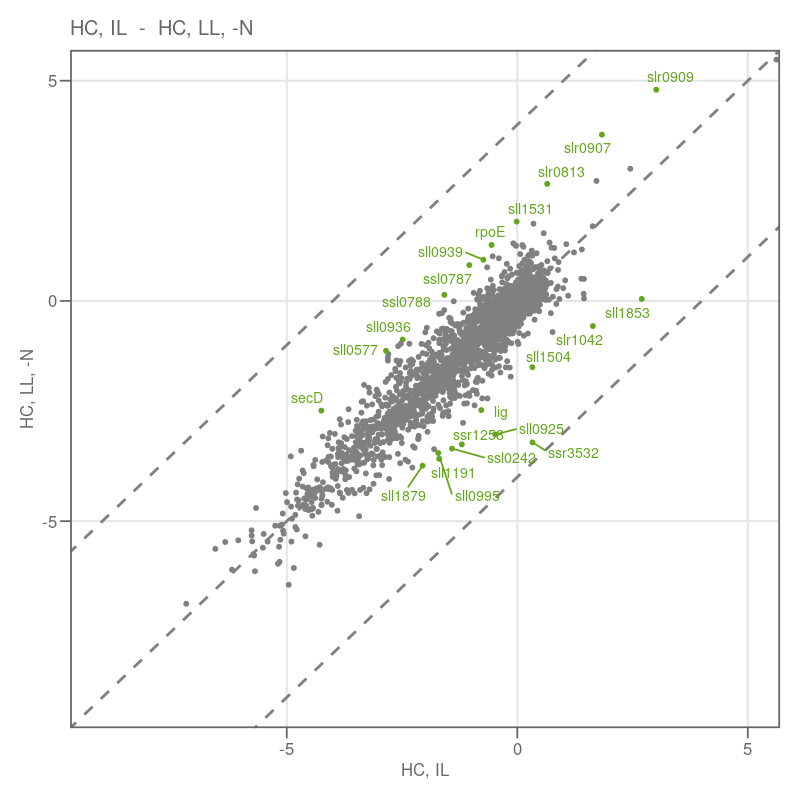 HC, IL - HC, LL, -N
slr0909
5
slr0907
slr0813
sll1531
rpoE
sll0939
ssl0787
ssl0788
0
sll1853
sll0936
slr1042
sll0577
sll1504
HC, LL, -N
secD
lig
sll0925
ssr1256
ssr3532
ssl0242
sll1191
sll1879
sll0995
-5
-5
0
5
HC, IL